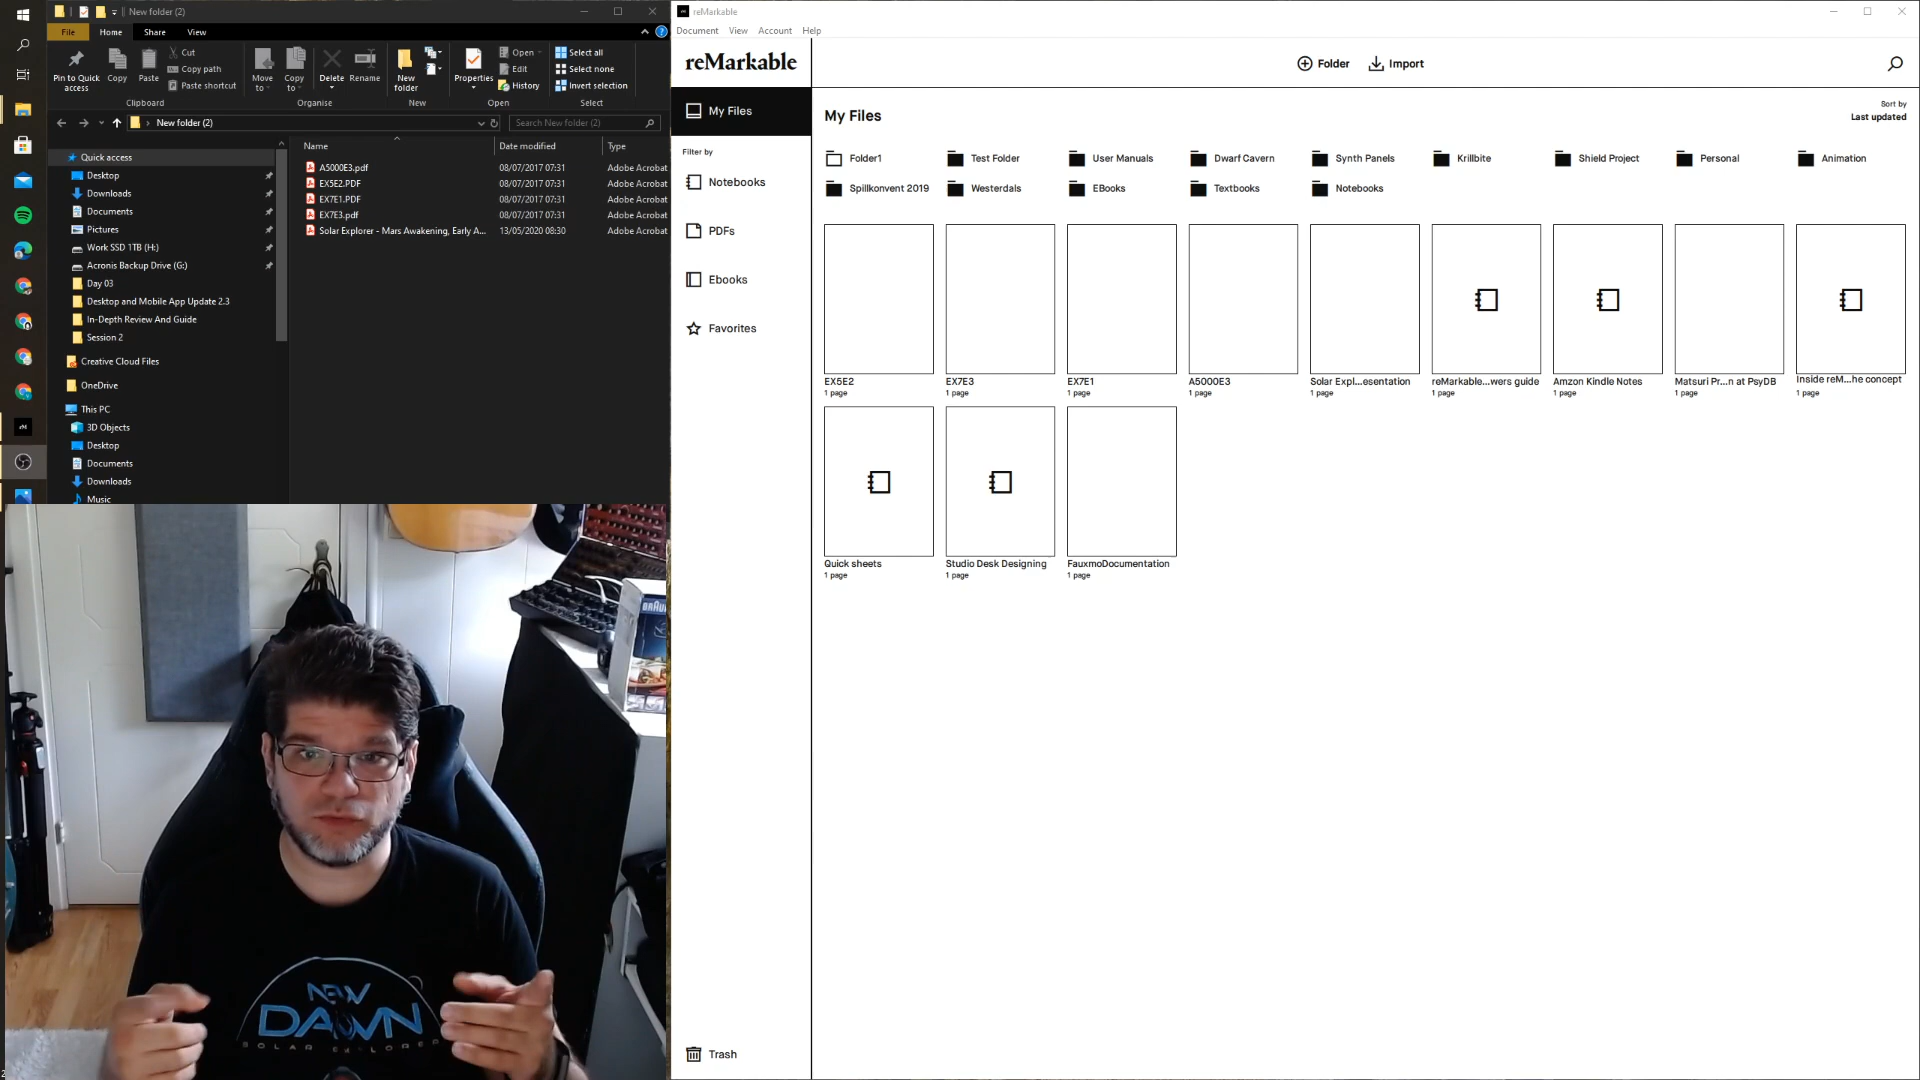 New folder (2)
File
Home
Share
View
Pin to Quick access
Copy
Paste
Cut
Copy path
Paste shortcut
Clipboard
Move to
Copy to
Delete
Rename
Organise
New folder
New
Properties
Open
Edit
History
Open
Select all
Select none
Invert selection
Select
New folder (2)
Search New folder (2)
Quick access
Desktop
Downloads
Documents
Pictures
Work SSD 1TB (H:)
Acronis Backup Drive (G:)
Day 03
Desktop and Mobile App Update 2.3
In-Depth Review And Guide
Session 2
Creative Cloud Files
OneDrive
This PC
3D Objects
Desktop
Documents
Downloads
Music
Name Date modified Type
A5000E3.pdf 08/07/2017 07:31 Adobe Acrobat
EX5E2.PDF 08/07/2017 07:31 Adobe Acrobat
EX7E1.PDF 08/07/2017 07:31 Adobe Acrobat
EX7E3.pdf 08/07/2017 07:31 Adobe Acrobat
Solar Explorer - Mars Awakening, Early A... 13/05/2020 08:30 Adobe Acrobat
BRAUN
NEW
DAWN
SOLAR EXPLORER
reMarkable
Document View Account Help
reMarkable
Folder
Import
My Files
Filter by
Notebooks
PDFs
Ebooks
Favorites
Trash
My Files
Sort by
Last updated
Folder1 Test Folder User Manuals Dwarf Cavern Synth Panels Krillbite Shield Project Personal Animation
Spillkonvent 2019 Westerdals EBooks Textbooks Notebooks
EX5E2 EX7E3 EX7E1 A5000E3 Solar Expl...esentation reMarkable...wers guide Amzon Kindle Notes Matsuri Pr...n at PsyDB Inside reM...he concept
1 page 1 page 1 page 1 page 1 page 1 page 1 page 1 page 1 page
Quick sheets Studio Desk Designing FauxmoDocumentation
1 page 1 page 1 page